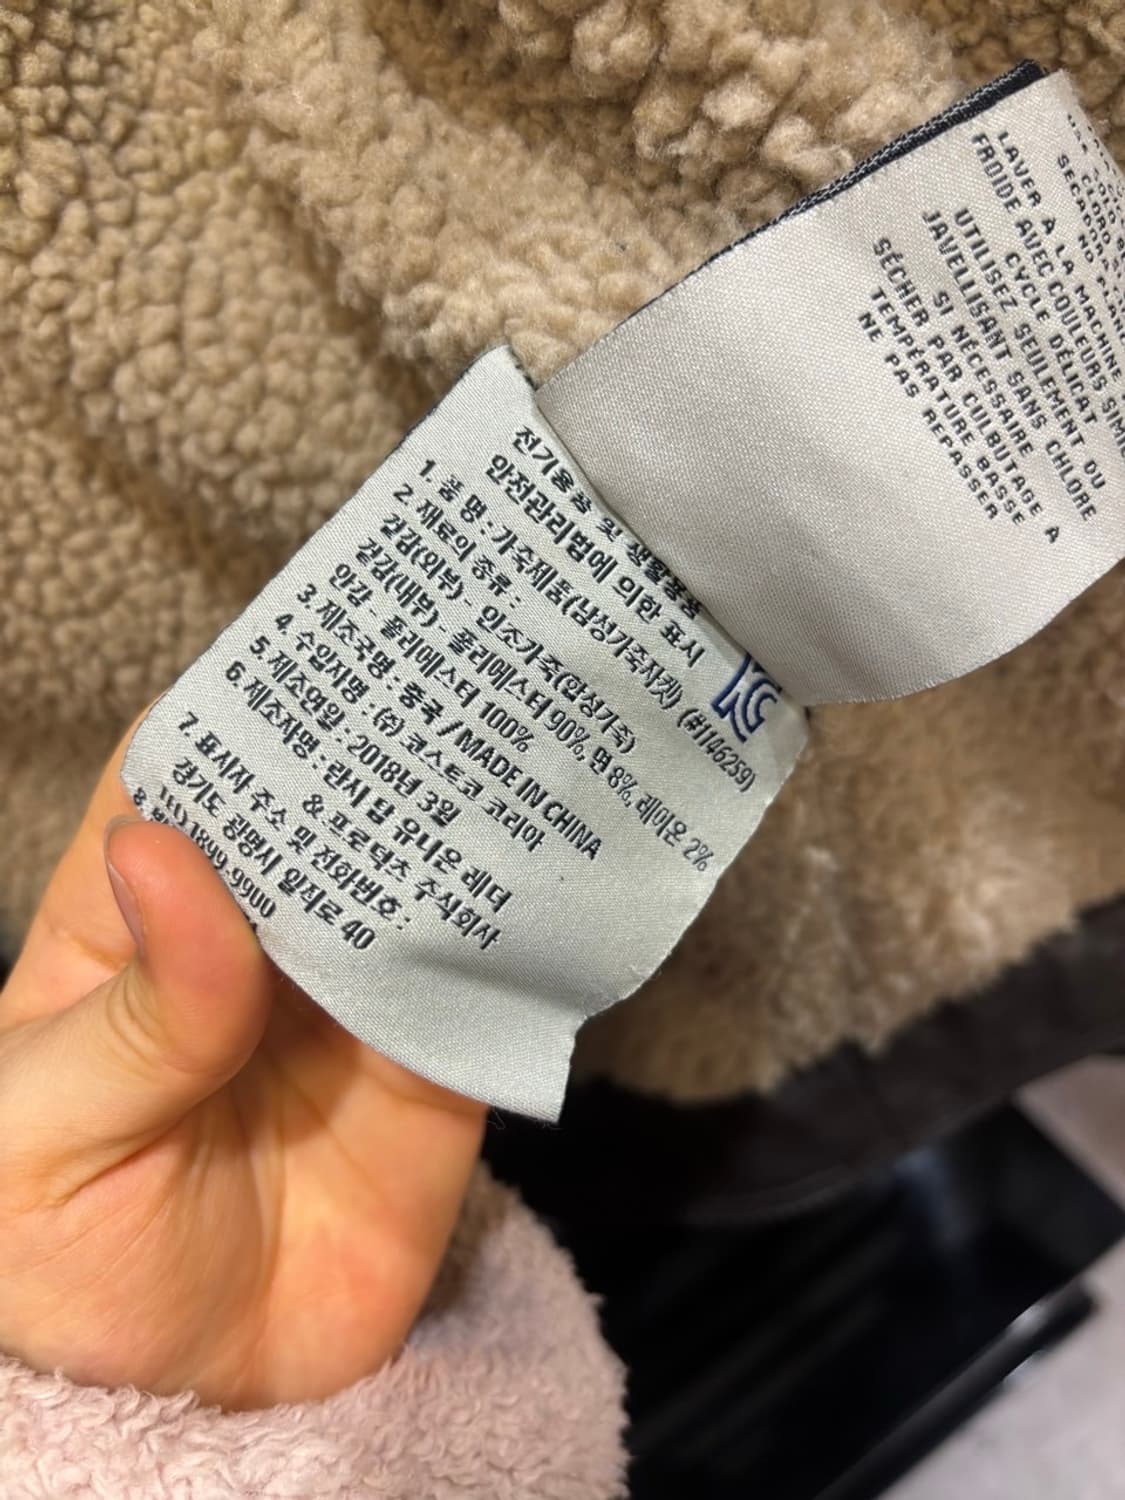 전기용품 및 생활용품
안전관리법에 의한 표시
1. 품 명 : 가죽제품(남성가죽자켓) (#1146259)
2. 재료의 종류 :
겉감(외부) - 인조가죽(합성가죽)
겉감(내부) - 폴리에스터 90%, 면 8%, 레이온 2%
안감 - 폴리에스터 100%
3. 제조국명 : 중국 / MADE IN CHINA
4. 수입자명 : (주) 코스트코 코리아
5. 제조연월 : 2018년 3월
6. 제조자명 : 란시 답 유니온 레더
& 프로덕츠 주식회사
7. 표시자 주소 및 전화번호 :
경기도 광명시 일직로 40
TEL) 1899-9900
8.
KC
LAVER À LA MACHINE
FROIDE AVEC COULEURS
CYCLE DÉLICAT
UTILISEZ SEULEMENT OU
JAVELLISANT SANS CHLORE
SI NÉCESSAIRE
SÉCHER PAR CULBUTAGE A
TEMPÉRATURE BASSE
NE PAS REPASSER